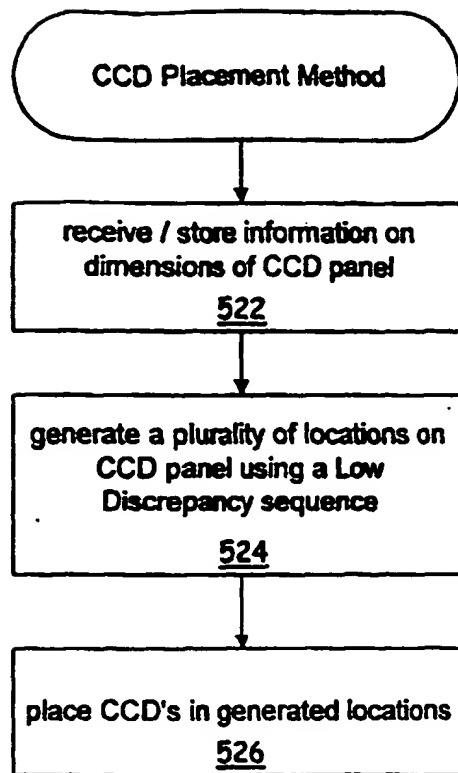 CCD Placement Method
receive / store information on
dimensions of CCD panel
522
generate a plurality of locations on
CCD panel using a Low
Discrepancy sequence
524
place CCD's in generated locations
526